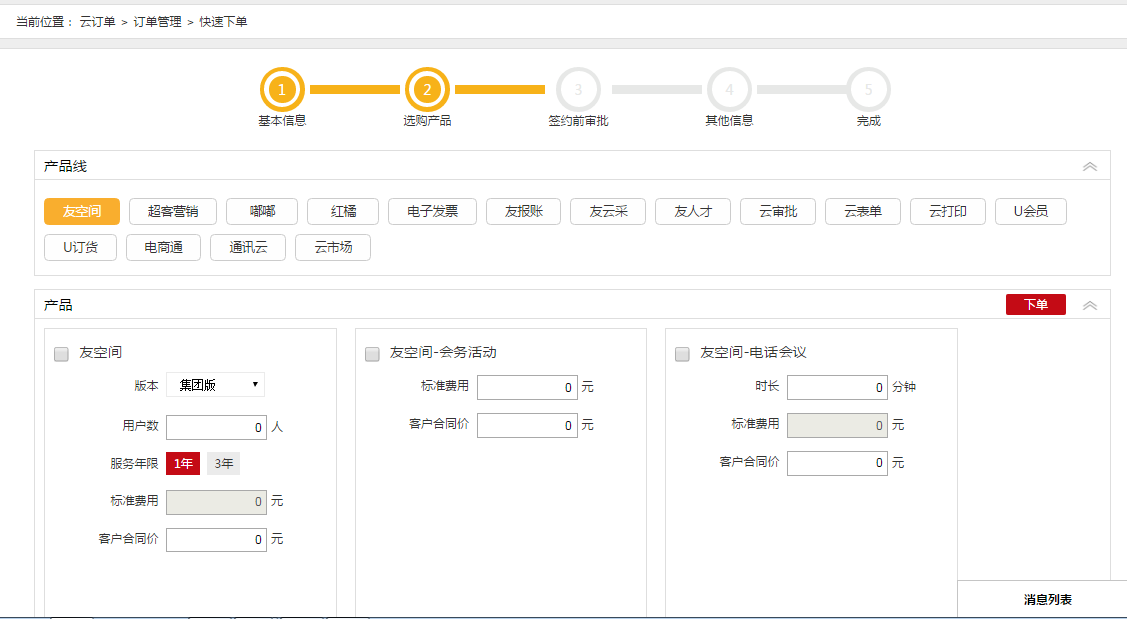 当前位置： 云订单 > 订单管理 > 快速下单
1 2 3 4 5
基本信息 选购产品 签约前审批 其他信息 完成
产品线
友空间 超客营销 嘟嘟 红橘 电子发票 友报账 友云采 友人才 云审批 云表单 云打印 U会员
U订货 电商通 通讯云 云市场
产品 下单
友空间
版本 集团版
用户数 0 人
服务年限 1年 3年
标准费用 0 元
客户合同价 0 元
友空间-会务活动
标准费用 0 元
客户合同价 0 元
友空间-电话会议
时长 0 分钟
标准费用 0 元
客户合同价 0 元
消息列表